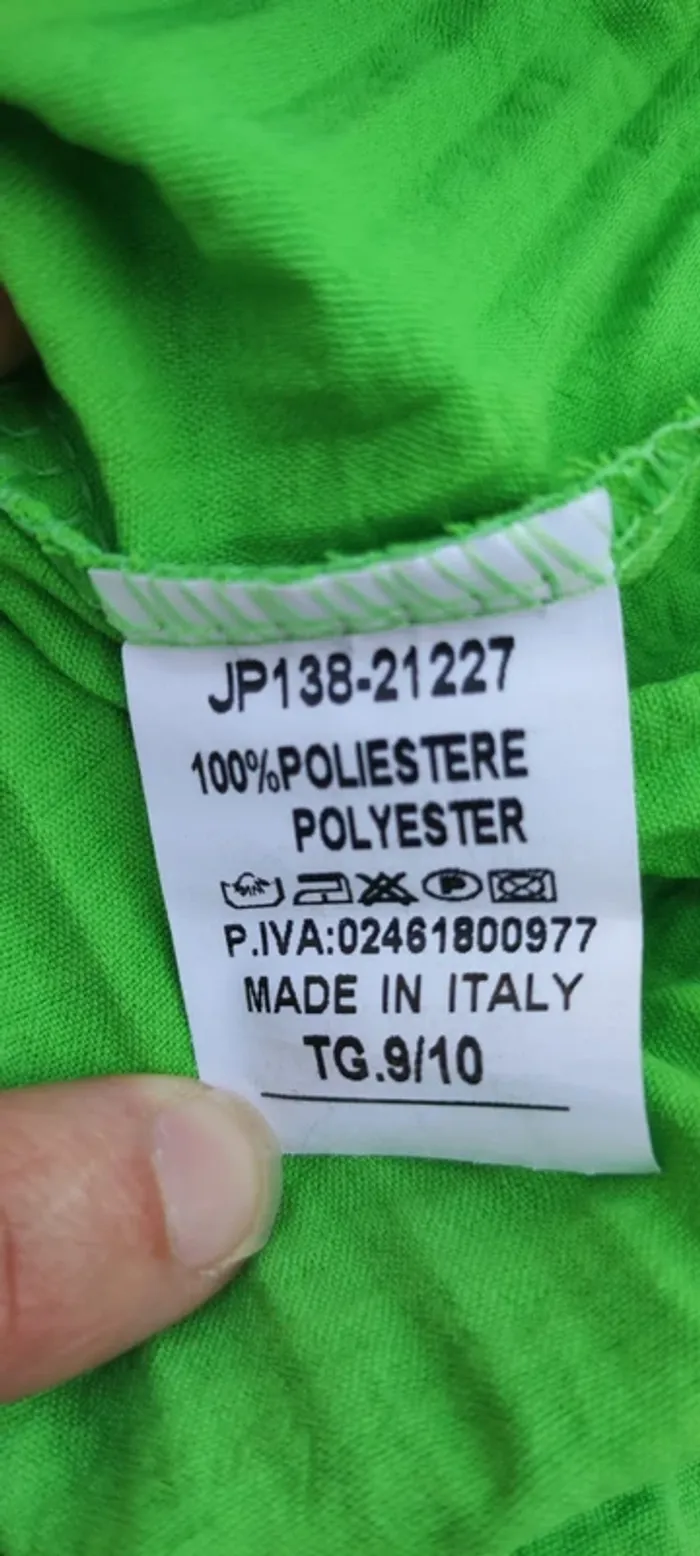 JP138-21227
100%POLIESTERE
POLYESTER
P
P.IVA:02461800977
MADE IN ITALY
TG.9/10